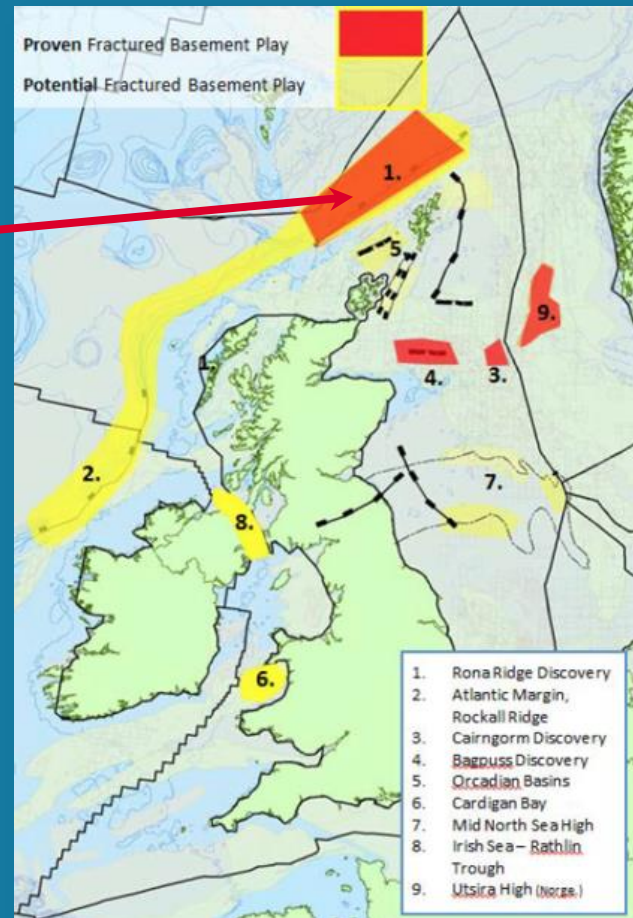 Proven Fractured Basement Play
Potential Fractured Basement Play
1.
5
9.
1.
4.
3.
2.
7.
8.
6.
1. Rona Ridge Discovery
2. Atlantic Margin,
Rockall Ridge
3. Cairngorm Discovery
4. Bagpuss Discovery
5. Orcadian Basins
6. Cardigan Bay
7. Mid North Sea High
8. Irish Sea – Rathlin
Trough
9. Utsira High (Norge.)